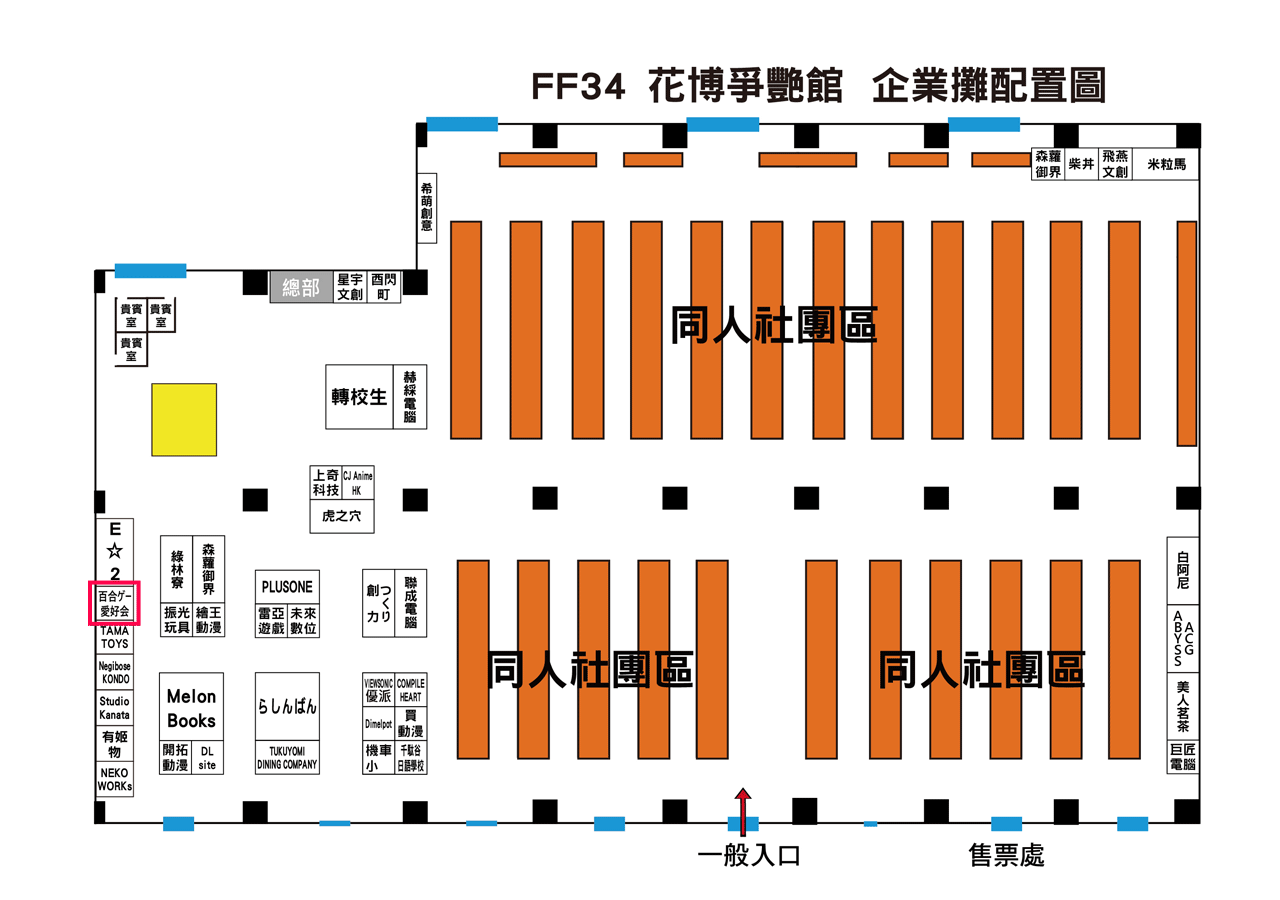 FF34 花博爭艷館 企業攤配置圖
森蘿
御界
柴丼
飛燕
文創
米粒馬
希萌創意
總部
星宇
文創
酉閃
町
貴賓
室
貴賓
室
貴賓
室
同人社團區
轉校生
赫綵電腦
上奇
科技
CJ Anime
HK
虎之穴
E
☆
2
百合ゲー
愛好会
TAMA
TOYS
Negibose
KONDO
Studio
Kanata
有姬
物
NEKO
WORKs
綠林寮
森蘿御界
振光
玩具
繪王
動漫
PLUSONE
雷亞
遊戲
未來
數位
つくり
創力
聯成電腦
Melon
Books
開拓
動漫
DL
site
らしんばん
TUKUYOMI
DINING COMPANY
VIEWSONIC
優派
COMPILE
HEART
Dimelpot
買
動漫
機車
小
千駄谷
日語學校
同人社團區
同人社團區
白阿尼
ACG
ABYSS
美人茗茶
巨匠
電腦
一般入口
售票處